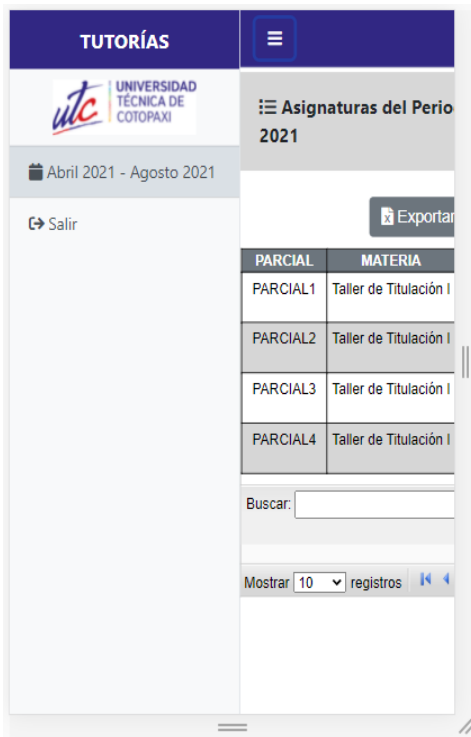 TUTORÍAS
utc UNIVERSIDAD
TÉCNICA DE
COTOPAXI
Abril 2021 - Agosto 2021
Salir
Asignaturas del Perio
2021
Exportar
PARCIAL MATERIA
PARCIAL1 Taller de Titulación I
PARCIAL2 Taller de Titulación I
PARCIAL3 Taller de Titulación I
PARCIAL4 Taller de Titulación I
Buscar:
Mostrar 10 registros